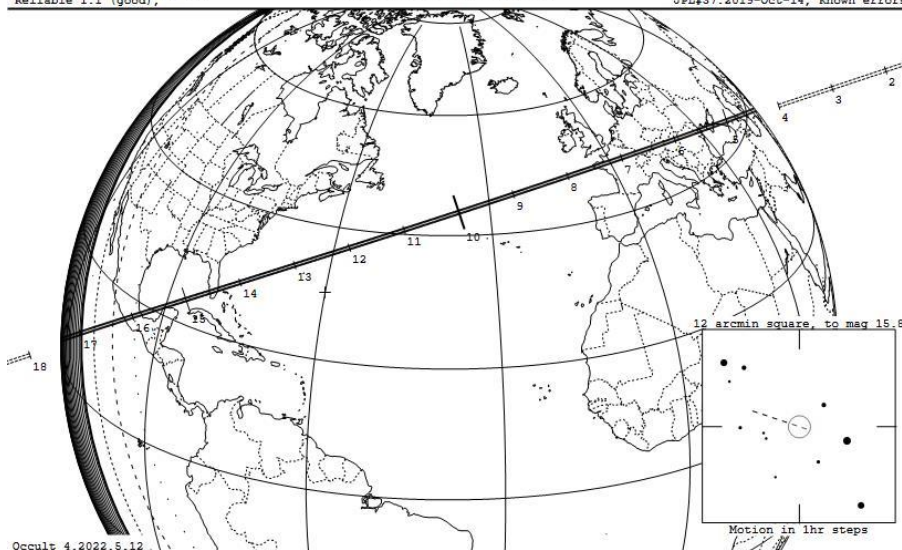 Reliable 1.1 (good),
JPL#37:2019-Oct-14, Known errors
4 3 2
5
6
7
8
9
10
11
12
13
14
15
16
17
18
12 arcmin square, to mag 15.8
Motion in 1hr steps
Occult 4.2022.5.12